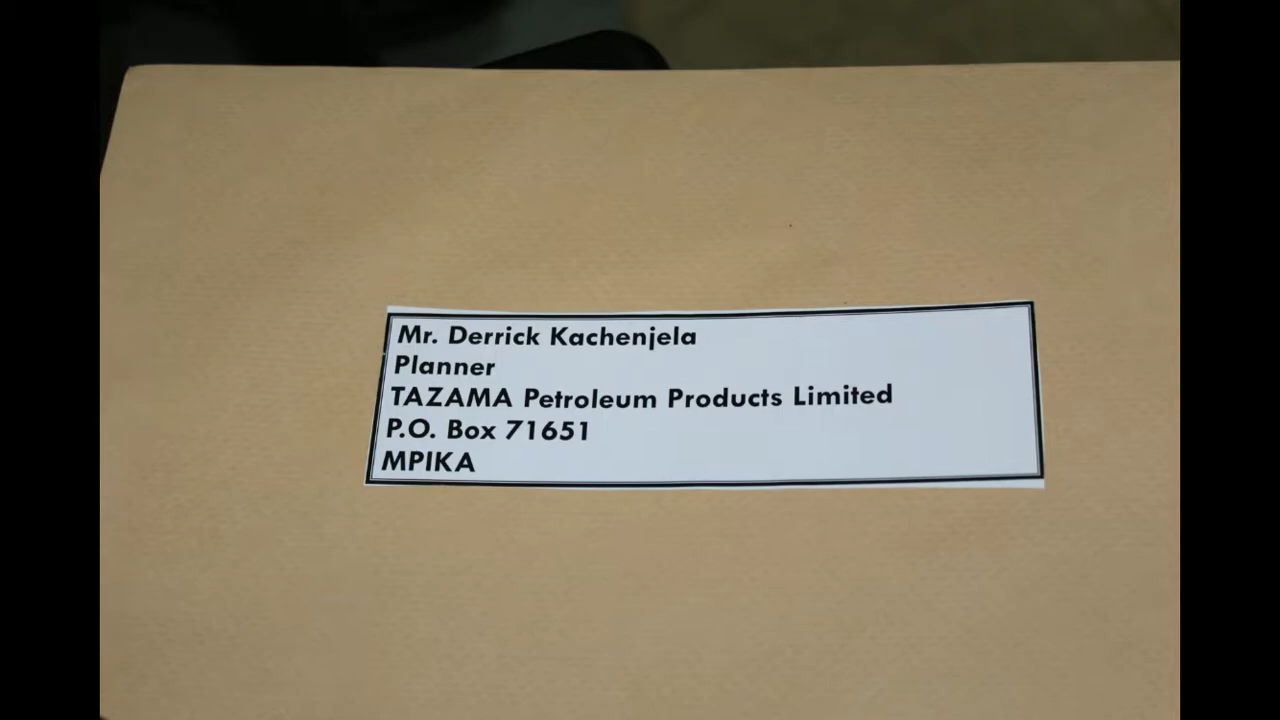 Mr. Derrick Kachenjela
Planner
TAZAMA Petroleum Products Limited
P.O. Box 71651
MPIKA